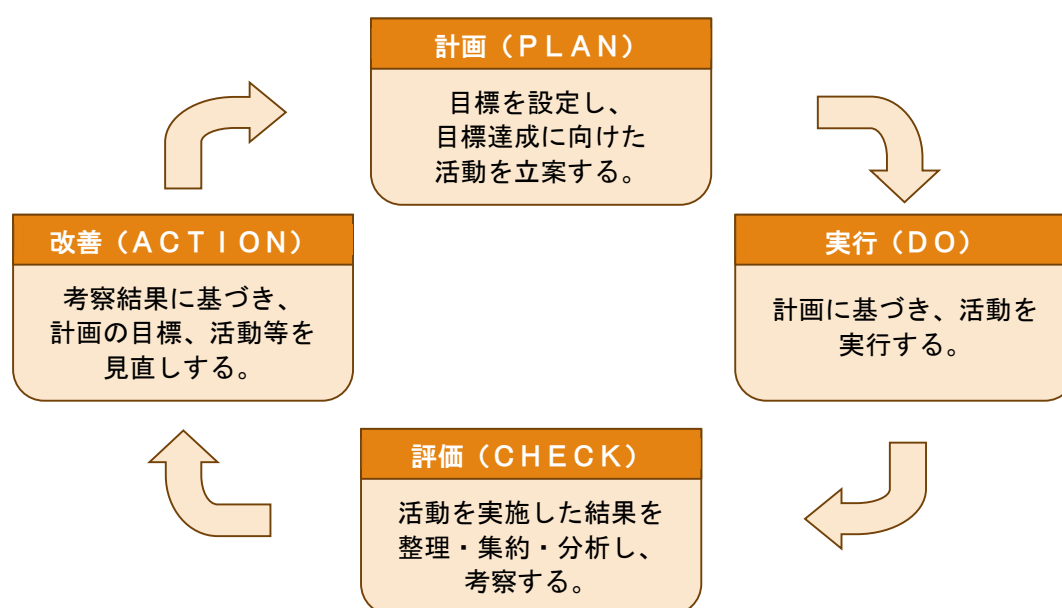 計画（ＰＬＡＮ）
目標を設定し、
目標達成に向けた
活動を立案する。
改善（ＡＣＴＩＯＮ）
考察結果に基づき、
計画の目標、活動等を
見直しする。
実行（ＤＯ）
計画に基づき、活動を
実行する。
評価（ＣＨＥＣＫ）
活動を実施した結果を
整理・集約・分析し、
考察する。